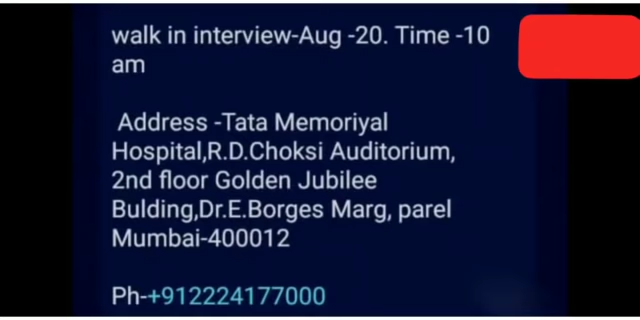 walk in interview-Aug -20. Time -10
am
Address -Tata Memoriyal
Hospital,R.D.Choksi Auditorium,
2nd floor Golden Jubilee
Bulding,Dr.E.Borges Marg, parel
Mumbai-400012
Ph-+912224177000